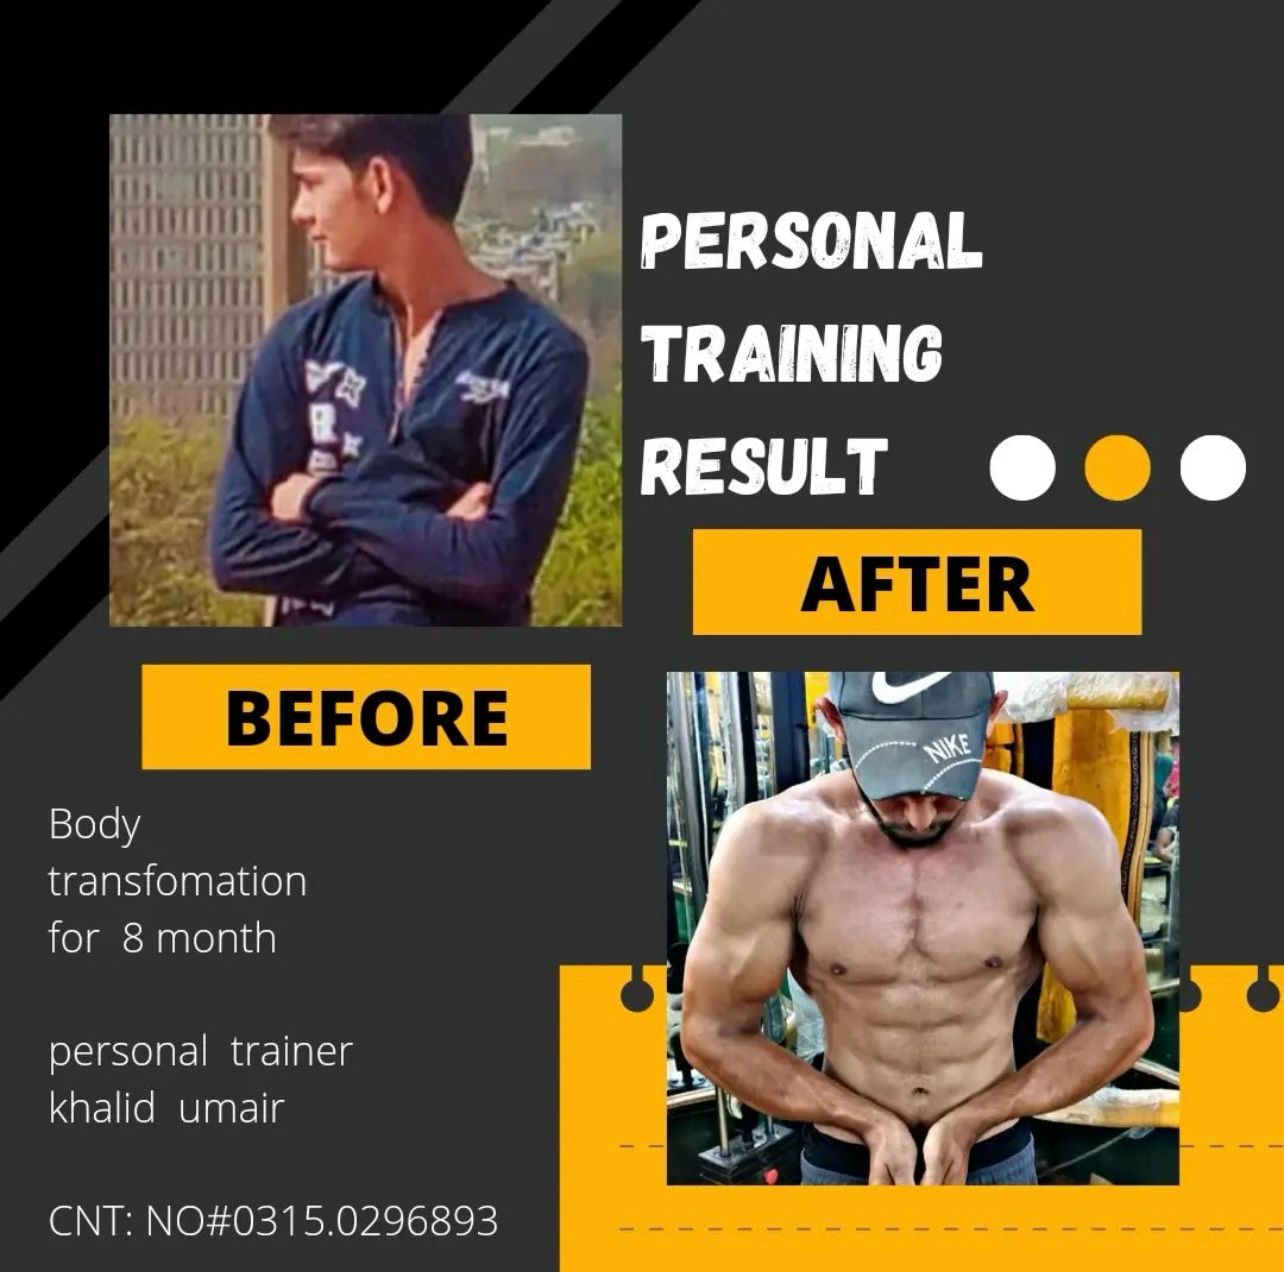 PERSONAL
TRAINING
RESULT
AFTER
BEFORE
NIKE
Body
transfomation
for 8 month
personal trainer
khalid umair
CNT: NO#0315.0296893